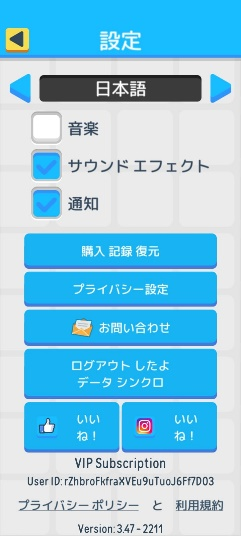 設定
日本語
音楽
サウンド エフェクト
通知
購入 記録 復元
プライバシー設定
お問い合わせ
ログアウト したよ
データ シンクロ
いい
ね！
いい
ね！
VIP Subscription
User ID: rZhbroFkfraXVEu9uTuoJ6Ff7D03
プライバシー ポリシー と 利用規約
Version: 3.47 - 2211